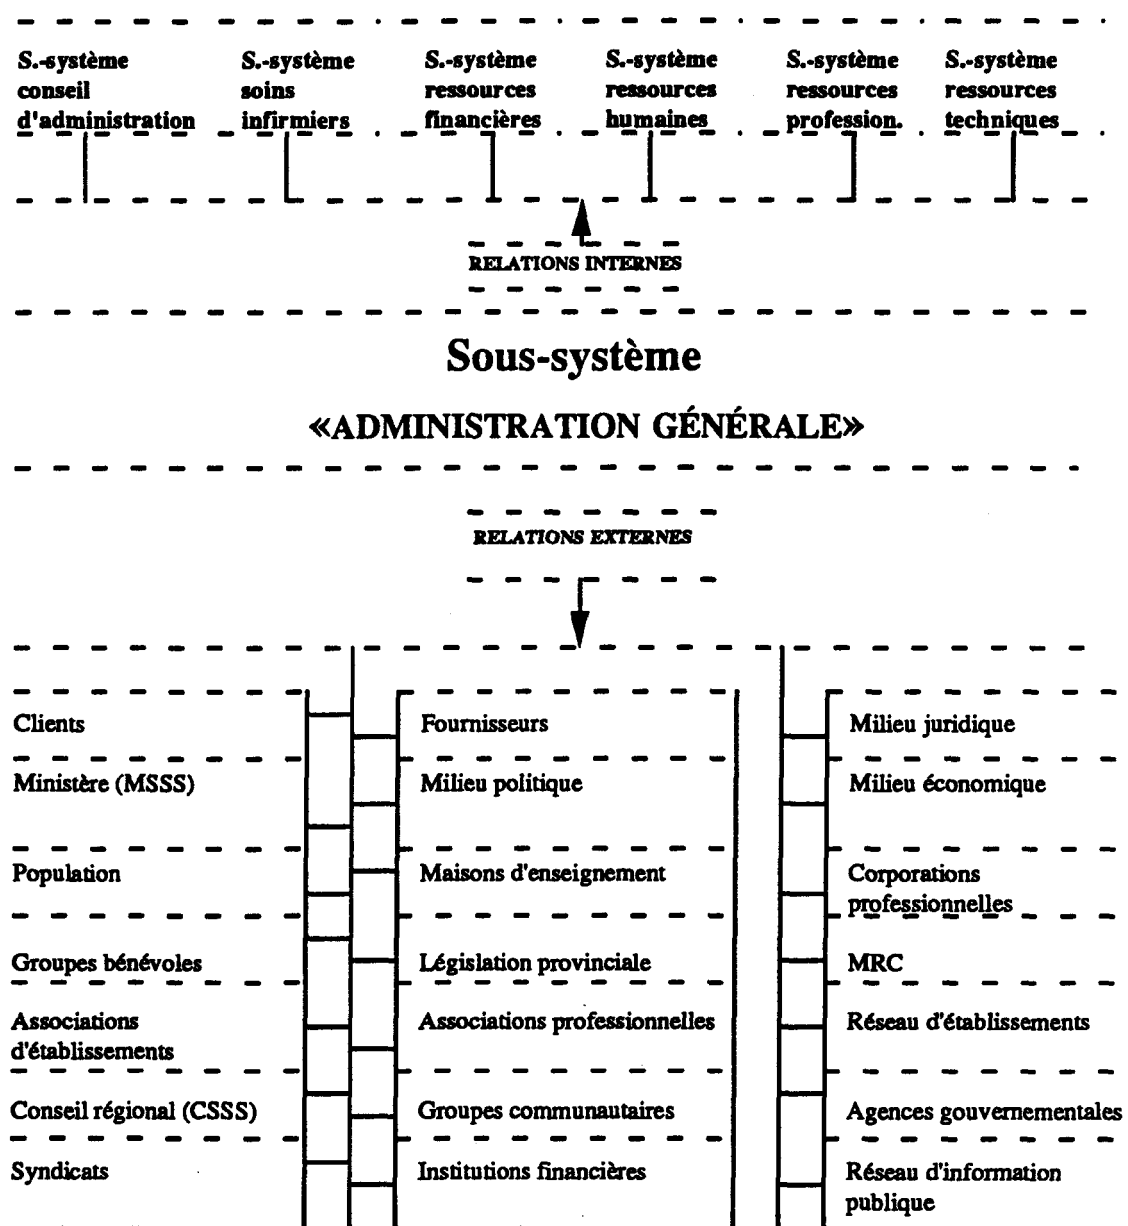 S.-système
conseil
d'administration
S.-système
soins
infirmiers
S.-système
ressources
financières
S.-système
ressources
humaines
S.-système
ressources
profession.
S.-système
ressources
techniques
RELATIONS INTERNES
Sous-système
«ADMINISTRATION GÉNÉRALE»
RELATIONS EXTERNES
Clients
Ministère (MSSS)
Population
Groupes bénévoles
Associations
d'établissements
Conseil régional (CSSS)
Syndicats
Fournisseurs
Milieu politique
Maisons d'enseignement
Législation provinciale
Associations professionnelles
Groupes communautaires
Institutions financières
Milieu juridique
Milieu économique
Corporations
professionnelles
MRC
Réseau d'établissements
Agences gouvernementales
Réseau d'information
publique